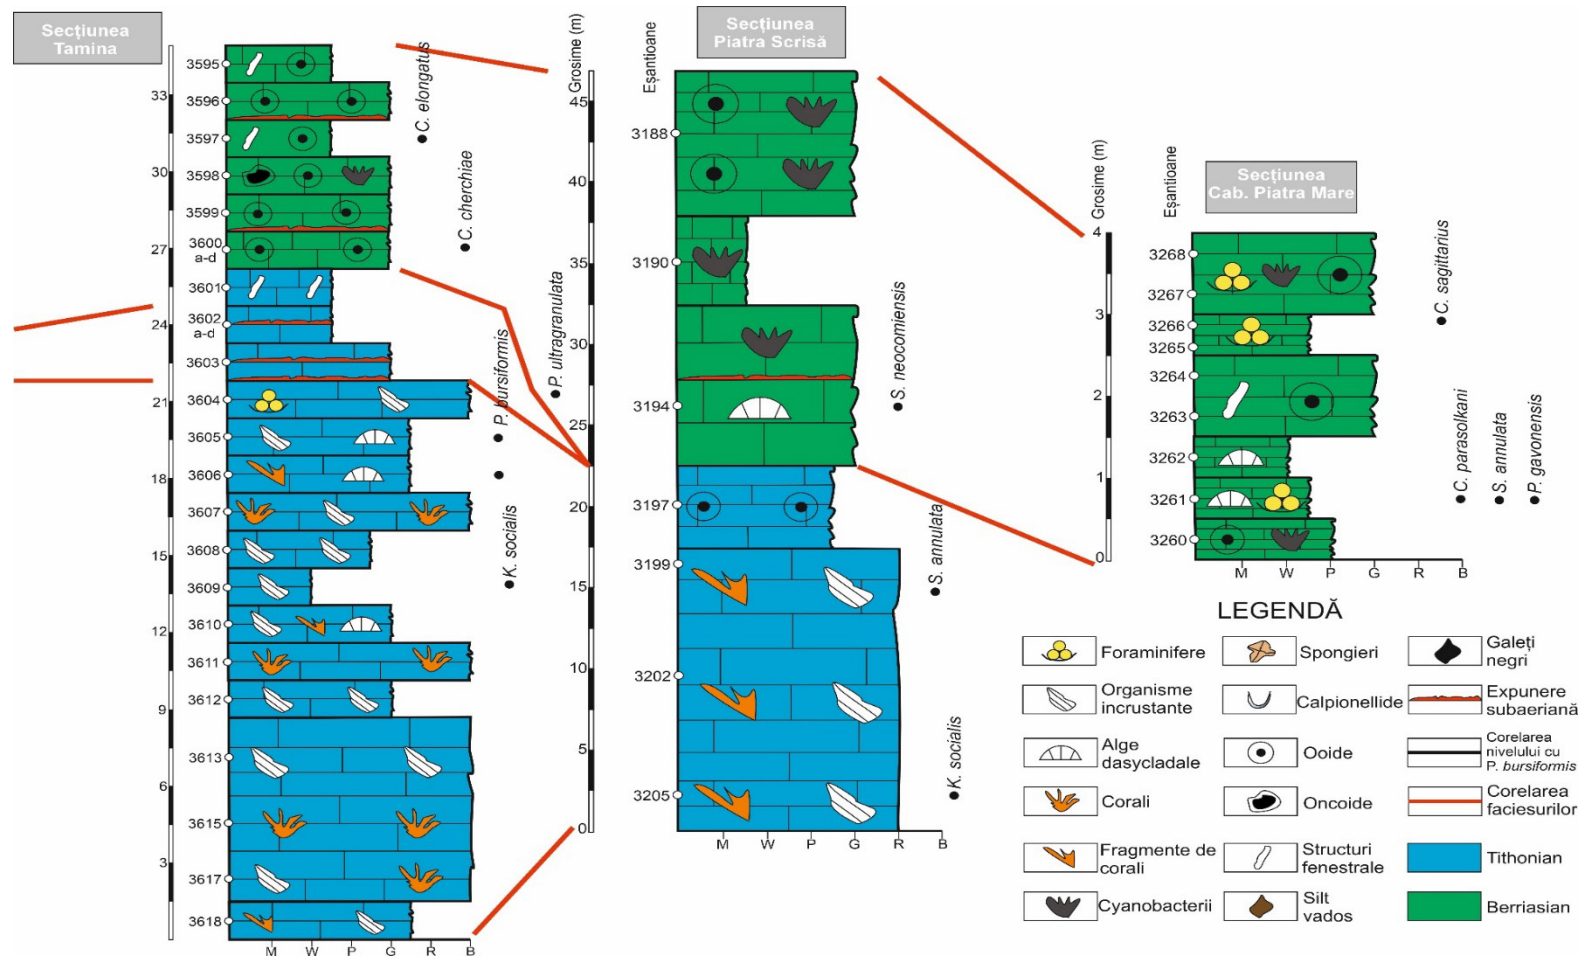 Secțiunea
Tamina
33
30
27
24
21
18
15
12
9
6
3
3595
3596
3597
3598
3599
3600
a-d
3601
3602
a-d
3603
3604
3605
3606
3607
3608
3609
3610
3611
3612
3613
3615
3617
3618
M W P G R B
C. elongatus
C. cherchiae
P. ultragranulata
P. bursiformis
K. socialis
Secțiunea
Piatra Scrisă
Grosime (m)
Eșantioane
45
40
35
30
25
20
15
10
5
0
3188
3190
3194
3197
3199
3202
3205
M W P G R B
S. neocomiensis
S. annulata
K. socialis
Secțiunea
Cab. Piatra Mare
Grosime (m)
Eșantioane
4
3
2
1
0
3268
3267
3266
3265
3264
3263
3262
3261
3260
M W P G R B
C. sagittarius
C. parasolkani
S. annulata
P. gavonensis
LEGENDĂ
Foraminifere
Organisme
incrustante
Alge
dasycladale
Corali
Fragmente de
corali
Cyanobacterii
Spongieri
Calpionellide
Ooide
Oncoide
Structuri
fenestrale
Silt
vados
Galeți
negri
Expunere
subaeriană
Corelarea
nivelului cu
P. bursiformis
Corelarea
faciesurilor
Tithonian
Berriasian